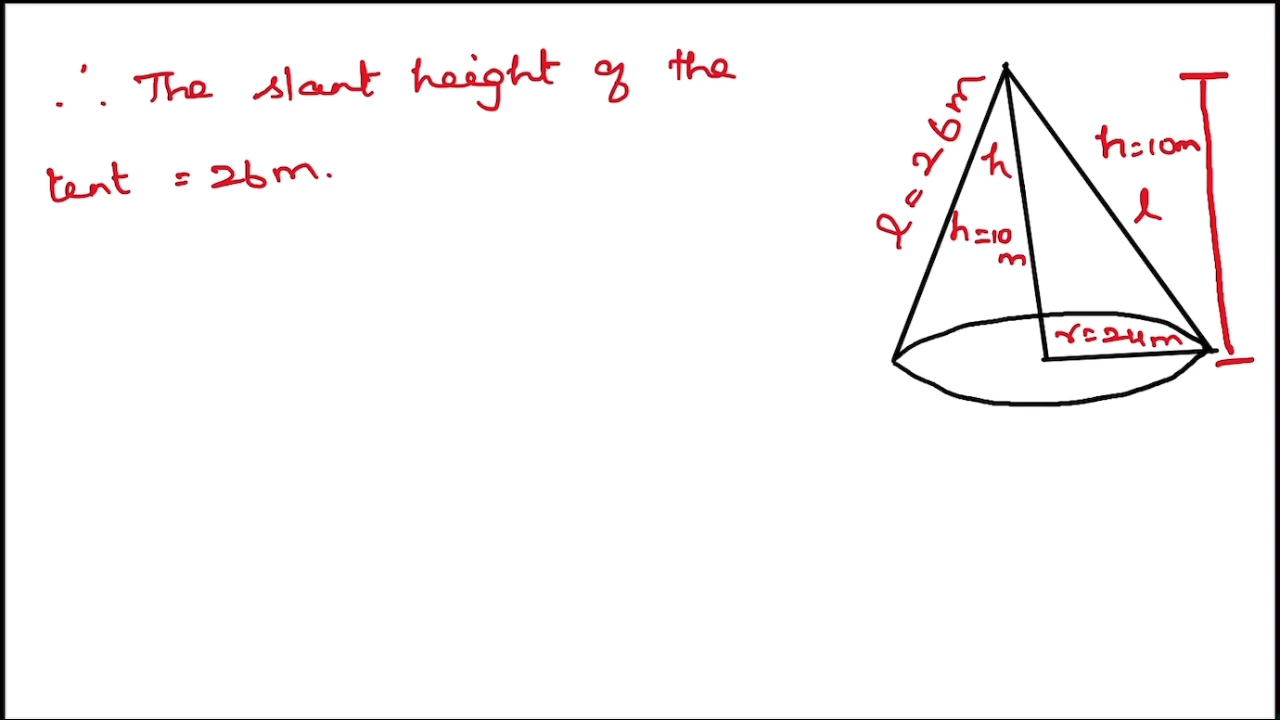 ∴ The slant height of the
tent = 26m.
l = 26m
h
h=10
m
h=10m
l
r=24m